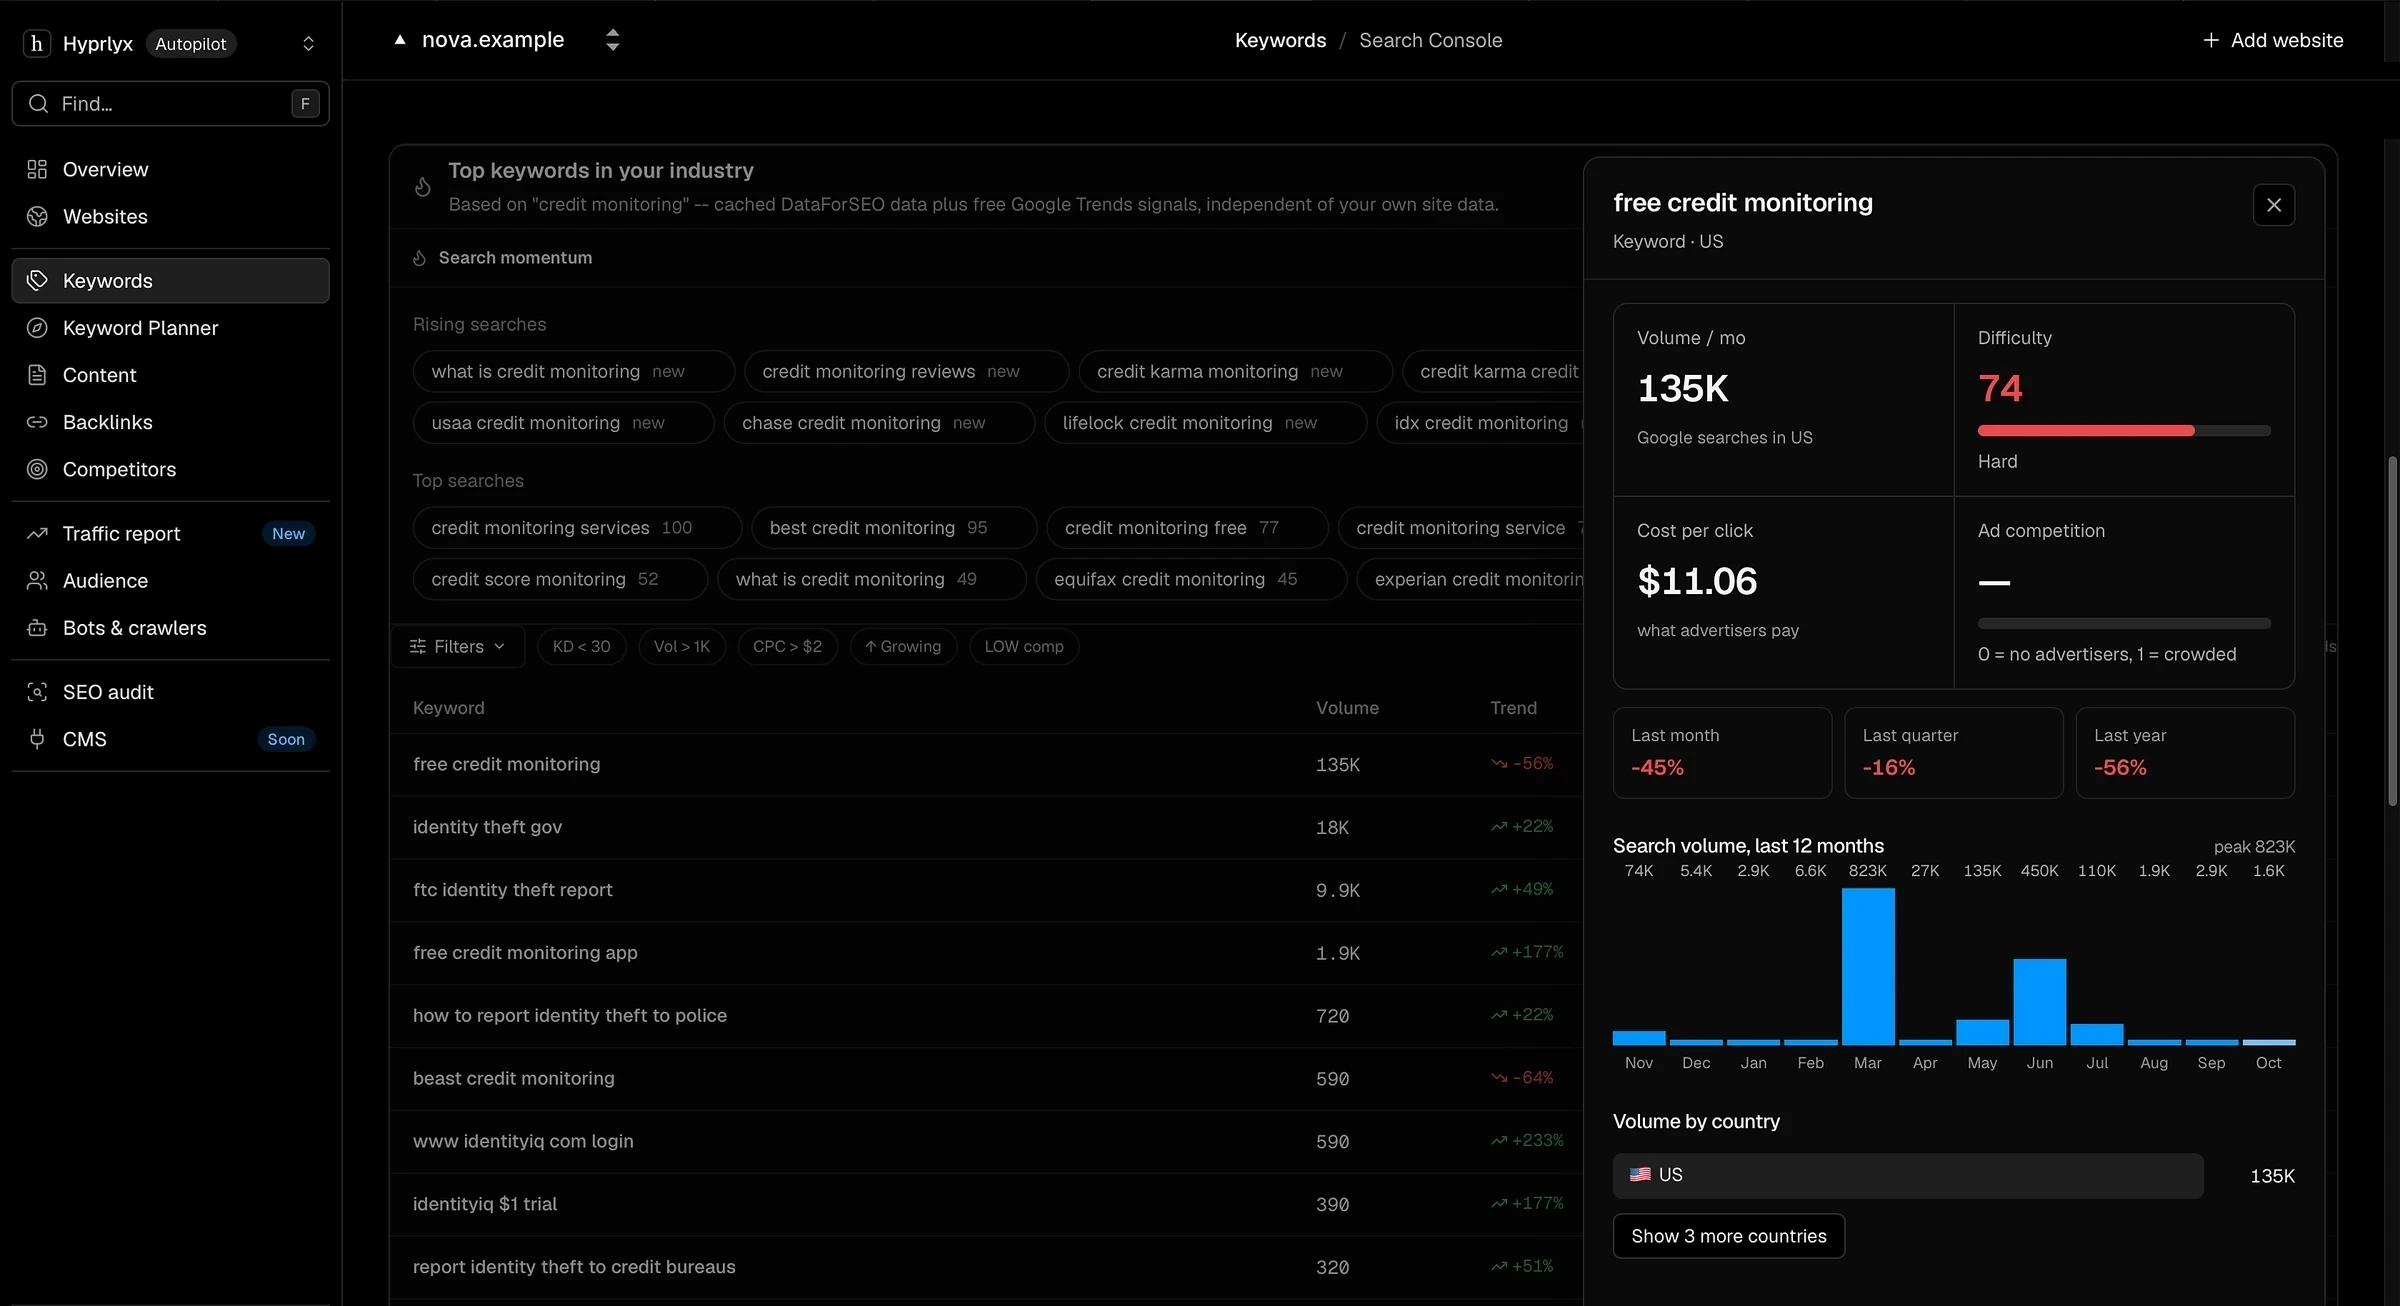 h Hyprlyx Autopilot
Find... F
Overview
Websites
Keywords
Keyword Planner
Content
Backlinks
Competitors
Traffic report New
Audience
Bots & crawlers
SEO audit
CMS Soon
nova.example
Keywords / Search Console
+ Add website
Top keywords in your industry
Based on "credit monitoring" -- cached DataForSEO data plus free Google Trends signals, independent of your own site data.
Search momentum
Rising searches
what is credit monitoring new credit monitoring reviews new credit karma monitoring new credit karma credit
usaa credit monitoring new chase credit monitoring new lifelock credit monitoring new idx credit monitoring
Top searches
credit monitoring services 100 best credit monitoring 95 credit monitoring free 77 credit monitoring service
credit score monitoring 52 what is credit monitoring 49 equifax credit monitoring 45 experian credit monitorin
Filters KD < 30 Vol > 1K CPC > $2 ↑ Growing LOW comp
Keyword Volume Trend
free credit monitoring 135K -56%
identity theft gov 18K +22%
ftc identity theft report 9.9K +49%
free credit monitoring app 1.9K +177%
how to report identity theft to police 720 +22%
beast credit monitoring 590 -64%
www identityiq com login 590 +233%
identityiq $1 trial 390 +177%
report identity theft to credit bureaus 320 +51%
free credit monitoring
Keyword · US
Volume / mo
135K
Google searches in US
Difficulty
74
Hard
Cost per click
$11.06
what advertisers pay
Ad competition
—
0 = no advertisers, 1 = crowded
Last month
-45%
Last quarter
-16%
Last year
-56%
Search volume, last 12 months peak 823K
74K 5.4K 2.9K 6.6K 823K 27K 135K 450K 110K 1.9K 2.9K 1.6K
Nov Dec Jan Feb Mar Apr May Jun Jul Aug Sep Oct
Volume by country
US 135K
Show 3 more countries